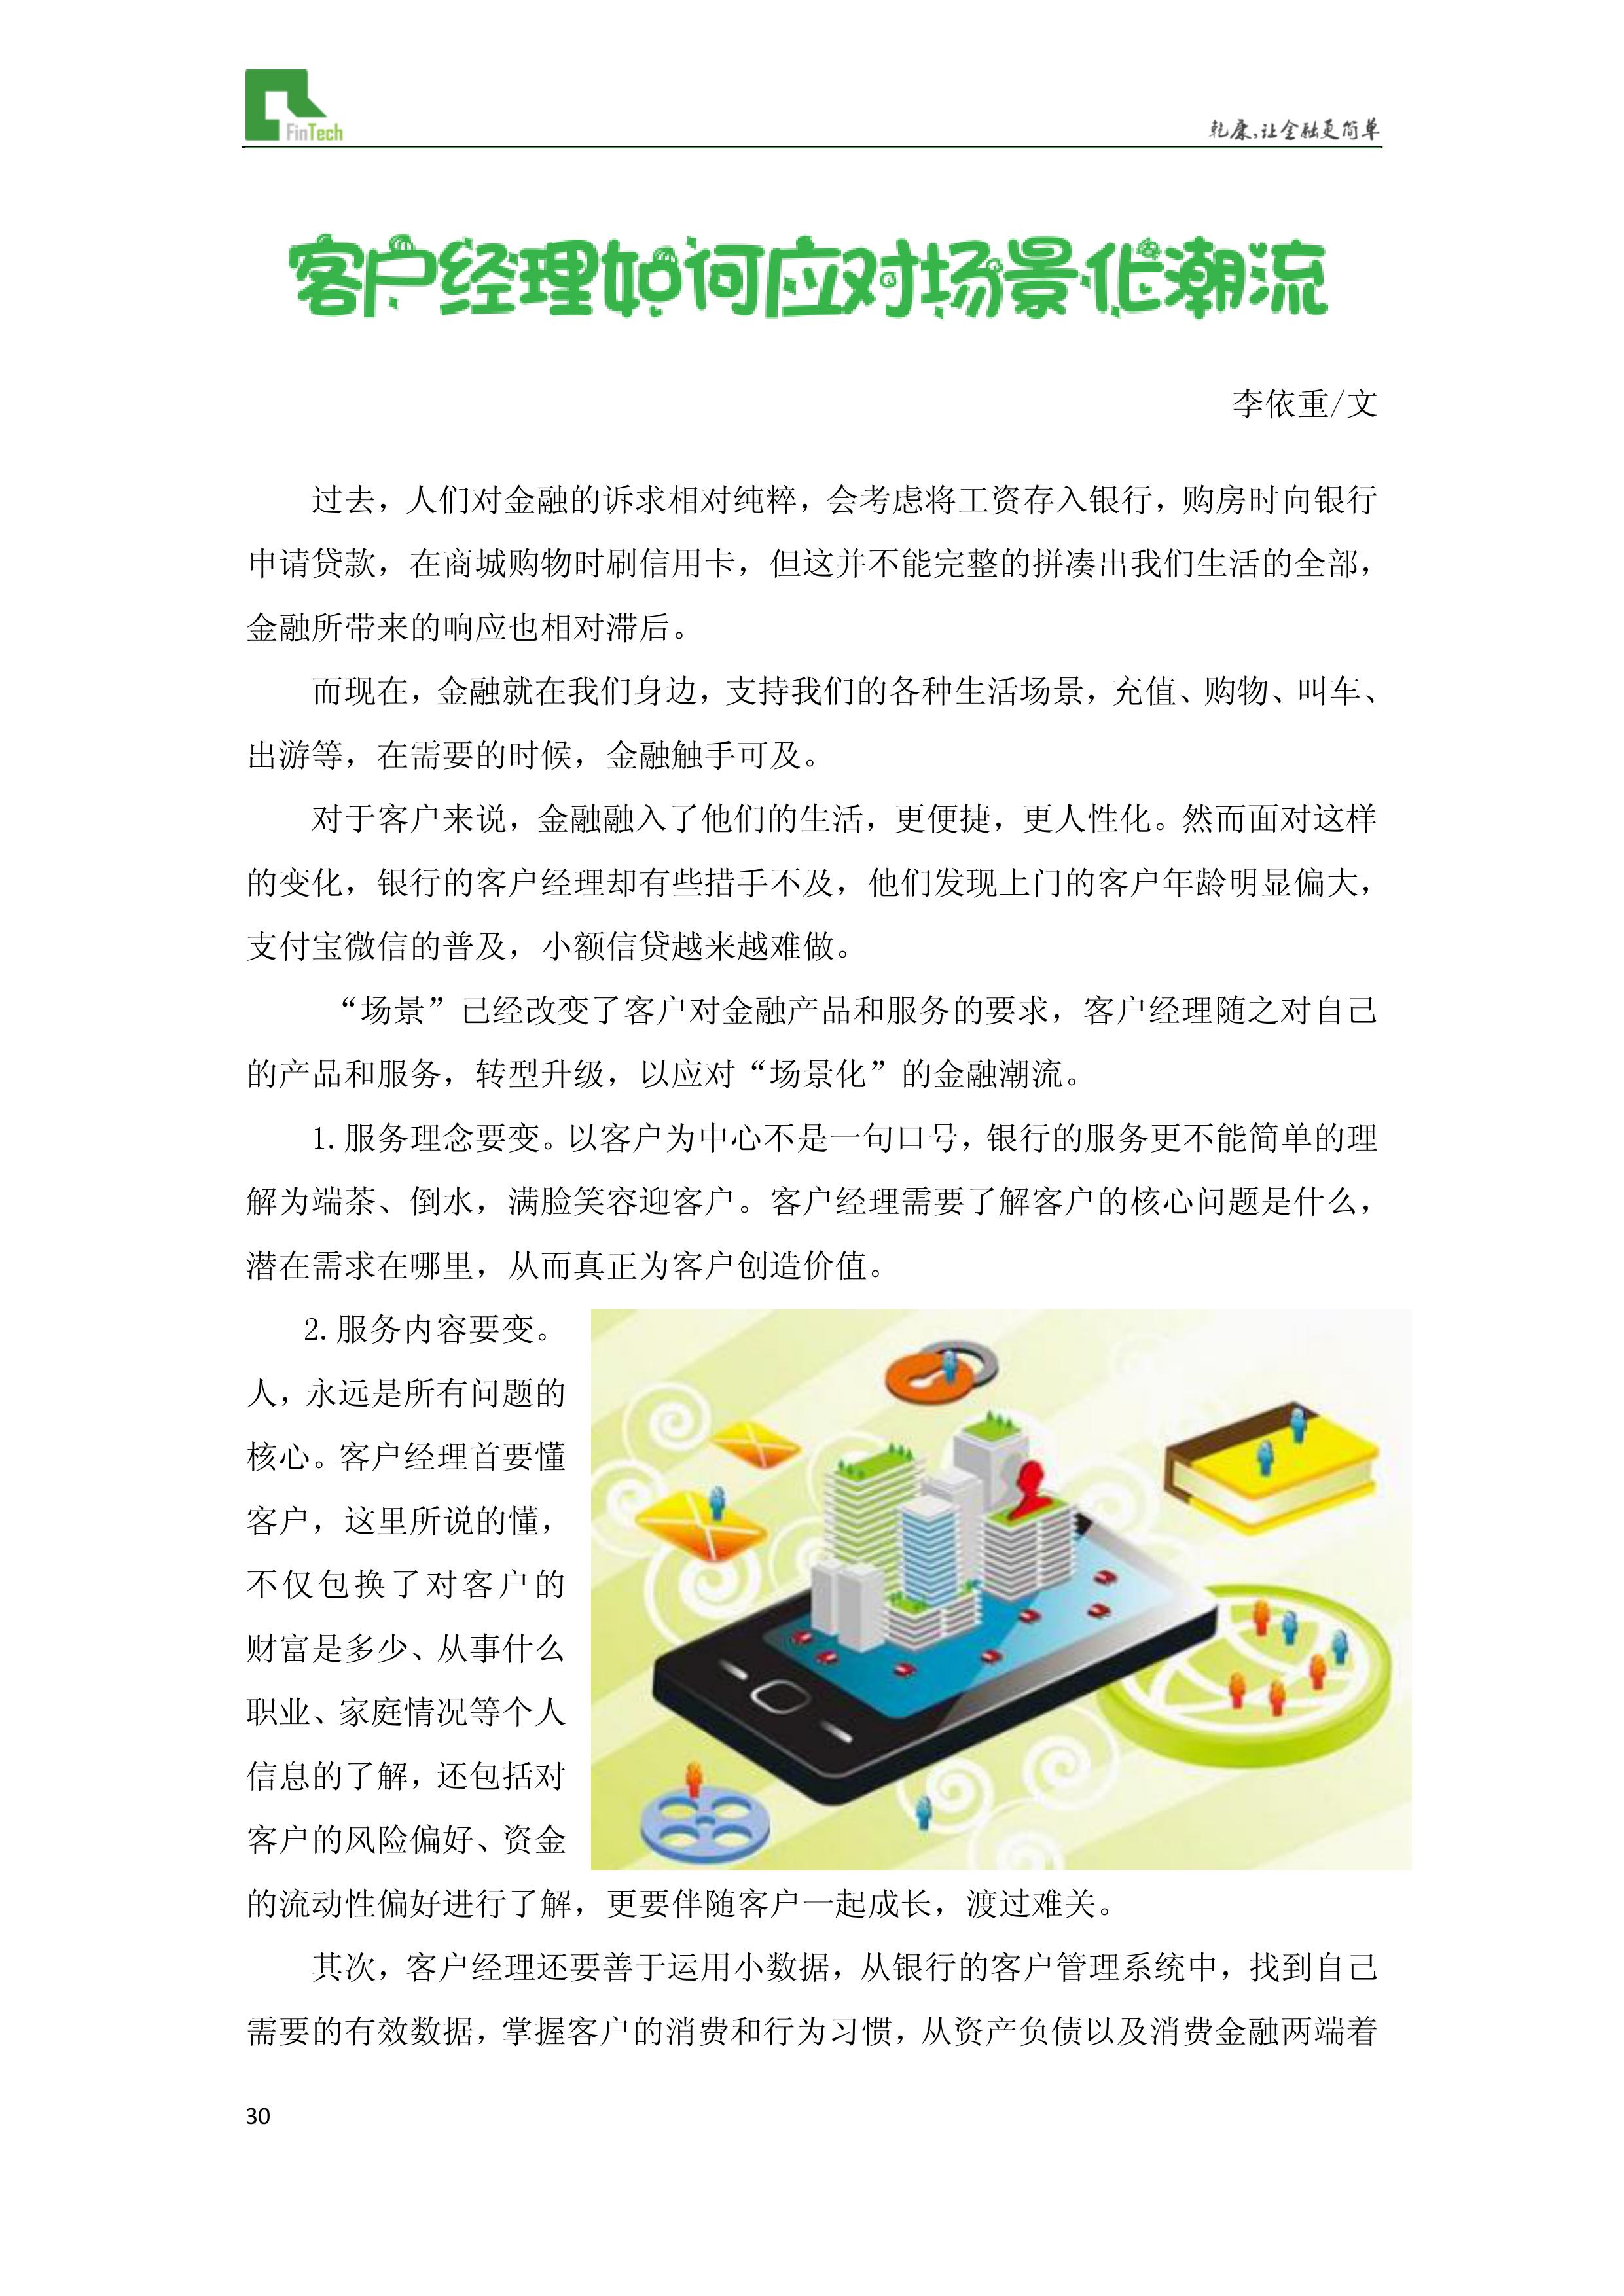 FinTech
乾康,让金融更简单
客户经理如何应对场景化潮流
李依重/文
过去，人们对金融的诉求相对纯粹，会考虑将工资存入银行，购房时向银行
申请贷款，在商城购物时刷信用卡，但这并不能完整的拼凑出我们生活的全部，
金融所带来的响应也相对滞后。
而现在，金融就在我们身边，支持我们的各种生活场景，充值、购物、叫车、
出游等，在需要的时候，金融触手可及。
对于客户来说，金融融入了他们的生活，更便捷，更人性化。然而面对这样
的变化，银行的客户经理却有些措手不及，他们发现上门的客户年龄明显偏大，
支付宝微信的普及，小额信贷越来越难做。
“场景”已经改变了客户对金融产品和服务的要求，客户经理随之对自己
的产品和服务，转型升级，以应对“场景化”的金融潮流。
1.服务理念要变。以客户为中心不是一句口号，银行的服务更不能简单的理
解为端茶、倒水，满脸笑容迎客户。客户经理需要了解客户的核心问题是什么，
潜在需求在哪里，从而真正为客户创造价值。
2.服务内容要变。
人，永远是所有问题的
核心。客户经理首要懂
客户，这里所说的懂，
不仅包换了对客户的
财富是多少、从事什么
职业、家庭情况等个人
信息的了解，还包括对
客户的风险偏好、资金
的流动性偏好进行了解，更要伴随客户一起成长，渡过难关。
其次，客户经理还要善于运用小数据，从银行的客户管理系统中，找到自己
需要的有效数据，掌握客户的消费和行为习惯，从资产负债以及消费金融两端着
30